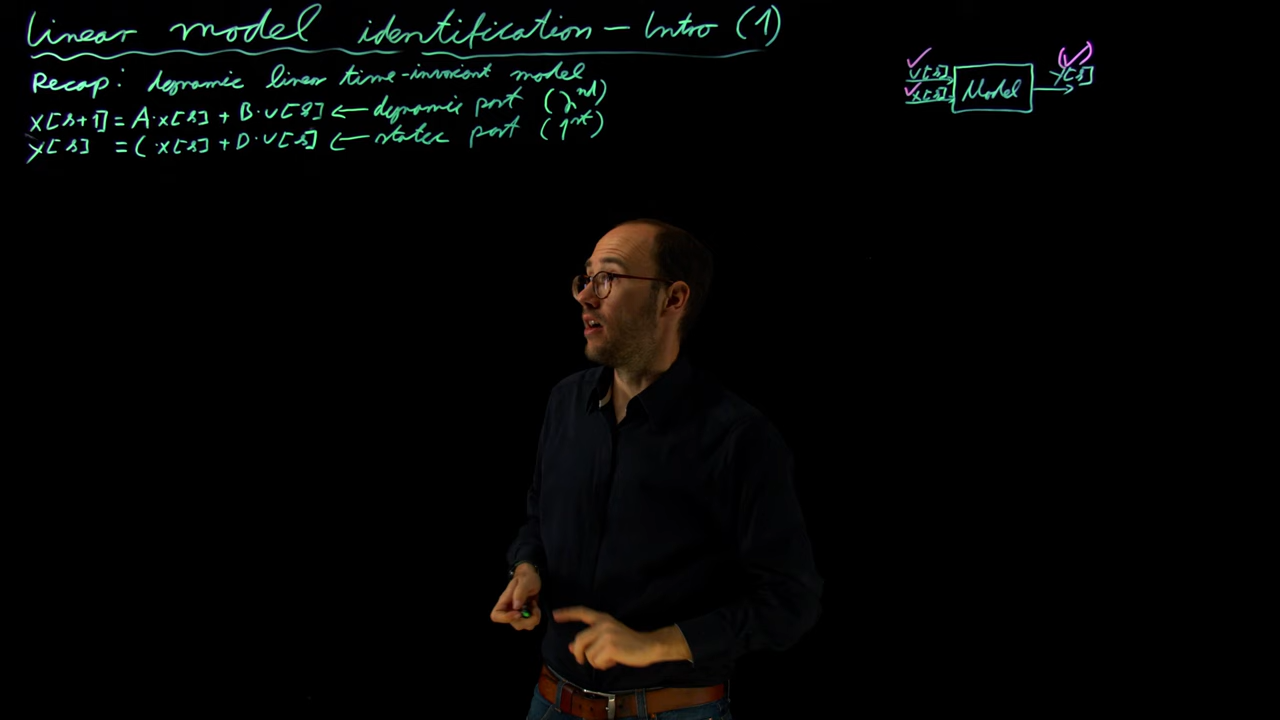 Linear model identification – Intro (1)
Recap: dynamic linear time-invariant model
x[k+1] = A·x[k] + B·v[k] ← dynamic part (2nd)
y[k] = C·x[k] + D·v[k] ← static part (1st)
✓ (✓)
v[k] y[k]
✓ x[k] Model